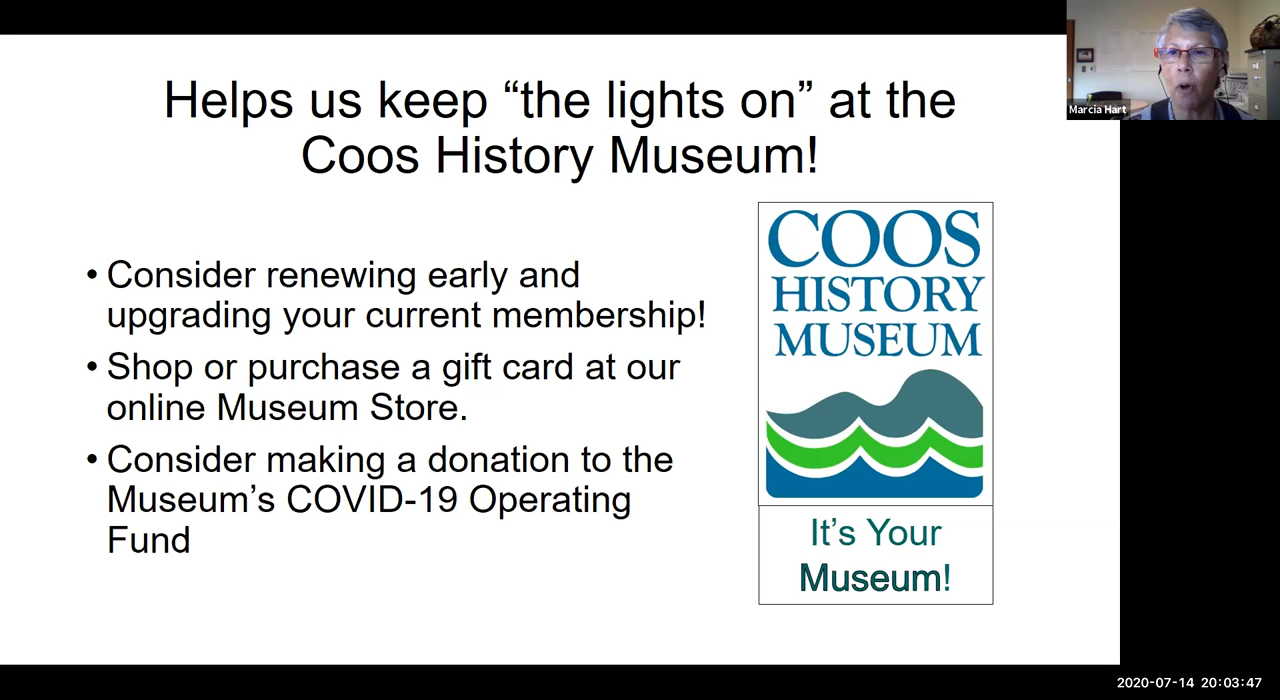 Helps us keep “the lights on” at the
Coos History Museum!
• Consider renewing early and
upgrading your current membership!
• Shop or purchase a gift card at our
online Museum Store.
• Consider making a donation to the
Museum’s COVID-19 Operating
Fund
COOS
HISTORY
MUSEUM
It’s Your
Museum!
Marcia Hart
2020-07-14 20:03:47